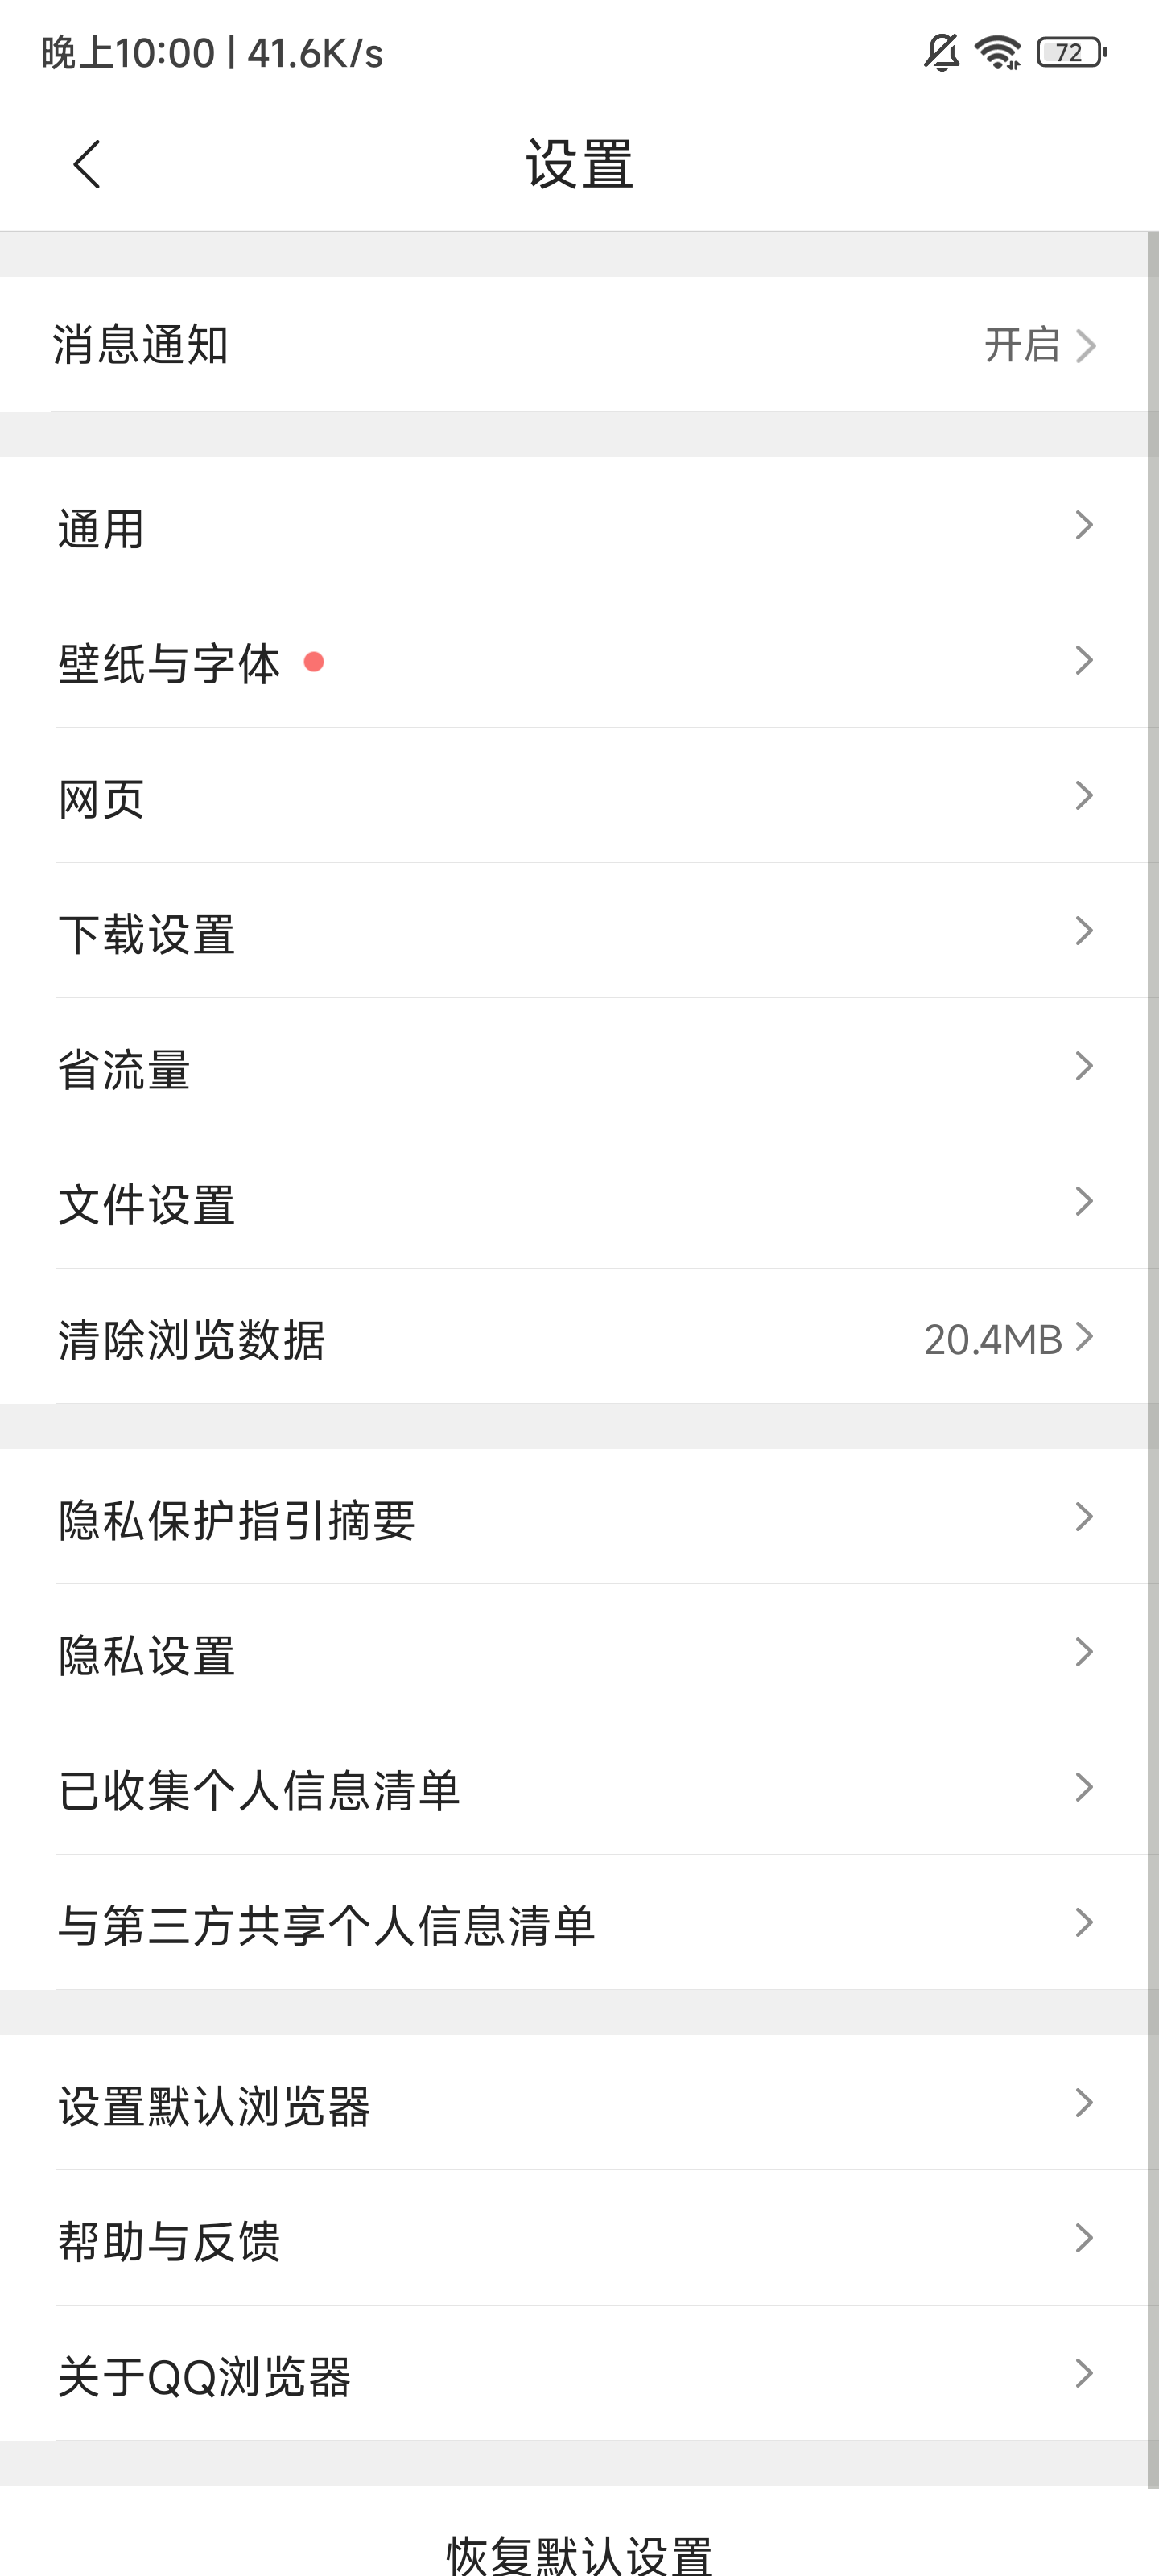 晚上10:00 | 41.6K/s 72
设置
消息通知 开启
通用
壁纸与字体
网页
下载设置
省流量
文件设置
清除浏览数据 20.4MB
隐私保护指引摘要
隐私设置
已收集个人信息清单
与第三方共享个人信息清单
设置默认浏览器
帮助与反馈
关于QQ浏览器
恢复默认设置